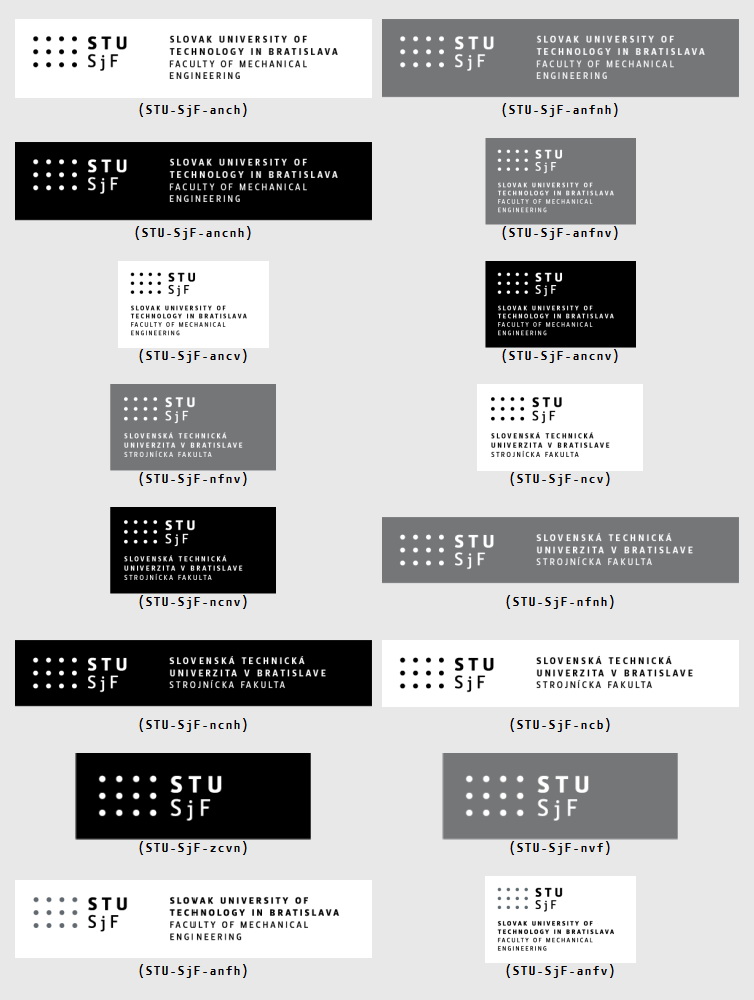 STU
SjF
SLOVAK UNIVERSITY OF
TECHNOLOGY IN BRATISLAVA
FACULTY OF MECHANICAL
ENGINEERING
(STU-SjF-anch)
STU
SjF
SLOVAK UNIVERSITY OF
TECHNOLOGY IN BRATISLAVA
FACULTY OF MECHANICAL
ENGINEERING
(STU-SjF-anfnh)
STU
SjF
SLOVAK UNIVERSITY OF
TECHNOLOGY IN BRATISLAVA
FACULTY OF MECHANICAL
ENGINEERING
(STU-SjF-ancnh)
STU
SjF
SLOVAK UNIVERSITY OF
TECHNOLOGY IN BRATISLAVA
FACULTY OF MECHANICAL
ENGINEERING
(STU-SjF-anfnv)
STU
SjF
SLOVAK UNIVERSITY OF
TECHNOLOGY IN BRATISLAVA
FACULTY OF MECHANICAL
ENGINEERING
(STU-SjF-ancv)
STU
SjF
SLOVAK UNIVERSITY OF
TECHNOLOGY IN BRATISLAVA
FACULTY OF MECHANICAL
ENGINEERING
(STU-SjF-ancnv)
STU
SjF
SLOVENSKÁ TECHNICKÁ
UNIVERZITA V BRATISLAVE
STROJNÍCKA FAKULTA
(STU-SjF-nfnv)
STU
SjF
SLOVENSKÁ TECHNICKÁ
UNIVERZITA V BRATISLAVE
STROJNÍCKA FAKULTA
(STU-SjF-ncv)
STU
SjF
SLOVENSKÁ TECHNICKÁ
UNIVERZITA V BRATISLAVE
STROJNÍCKA FAKULTA
(STU-SjF-ncnv)
STU
SjF
SLOVENSKÁ TECHNICKÁ
UNIVERZITA V BRATISLAVE
STROJNÍCKA FAKULTA
(STU-SjF-nfnh)
STU
SjF
SLOVENSKÁ TECHNICKÁ
UNIVERZITA V BRATISLAVE
STROJNÍCKA FAKULTA
(STU-SjF-ncnh)
STU
SjF
SLOVENSKÁ TECHNICKÁ
UNIVERZITA V BRATISLAVE
STROJNÍCKA FAKULTA
(STU-SjF-ncb)
STU
SjF
(STU-SjF-zcvn)
STU
SjF
(STU-SjF-nvf)
STU
SjF
SLOVAK UNIVERSITY OF
TECHNOLOGY IN BRATISLAVA
FACULTY OF MECHANICAL
ENGINEERING
(STU-SjF-anfh)
STU
SjF
SLOVAK UNIVERSITY OF
TECHNOLOGY IN BRATISLAVA
FACULTY OF MECHANICAL
ENGINEERING
(STU-SjF-anfv)